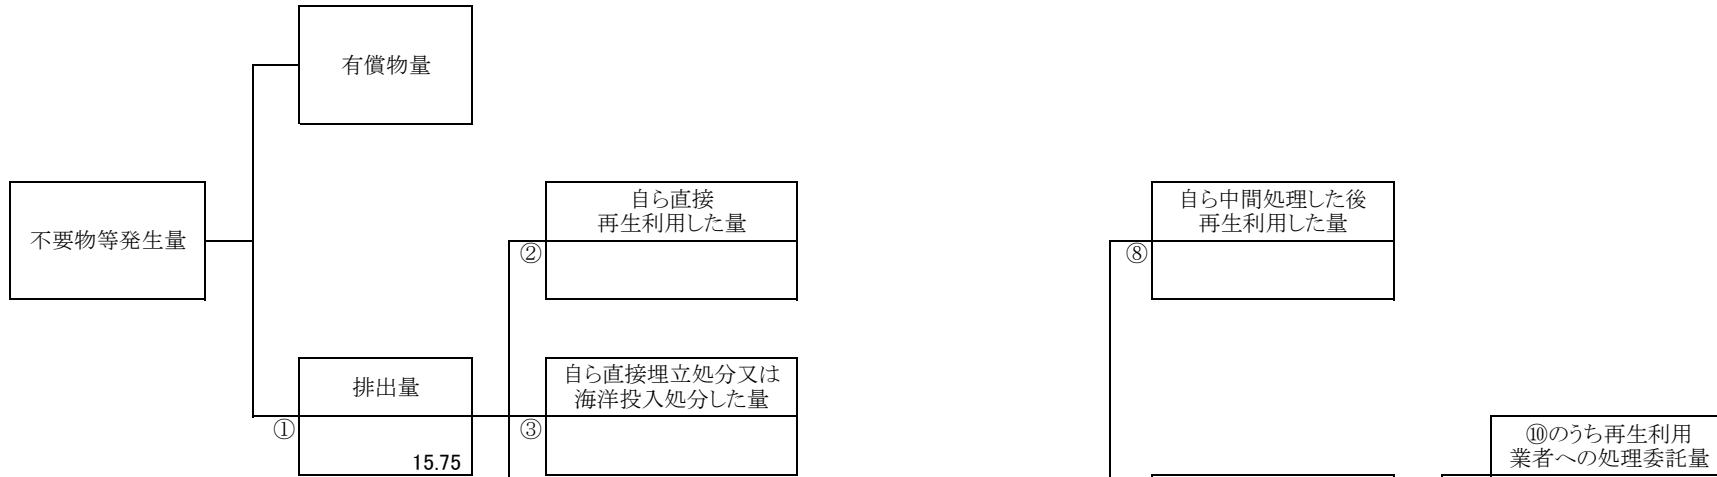 有償物量
不要物等発生量
自ら直接
再生利用した量
②
自ら中間処理した後
再生利用した量
⑧
排出量
①
15.75
自ら直接埋立処分又は
海洋投入処分した量
③
⑩のうち再生利用
業者への処理委託量